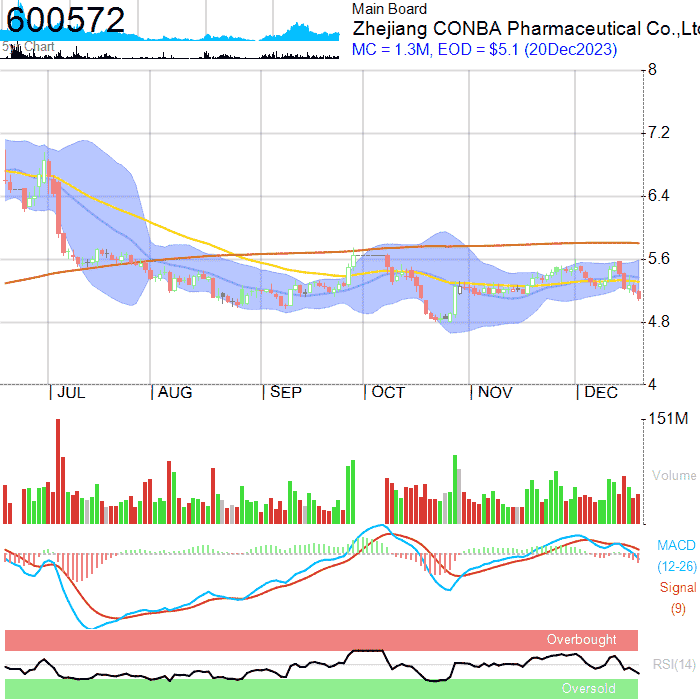 600572
5yr Chart
Main Board
Zhejiang CONBA Pharmaceutical Co.,Ltd
MC = 1.3M, EOD = $5.1 (20Dec2023)
8
7.2
6.4
5.6
4.8
4
JUL AUG SEP OCT NOV DEC
151M
Volume
MACD
(12-26)
Signal
(9)
Overbought
RSI(14)
Oversold